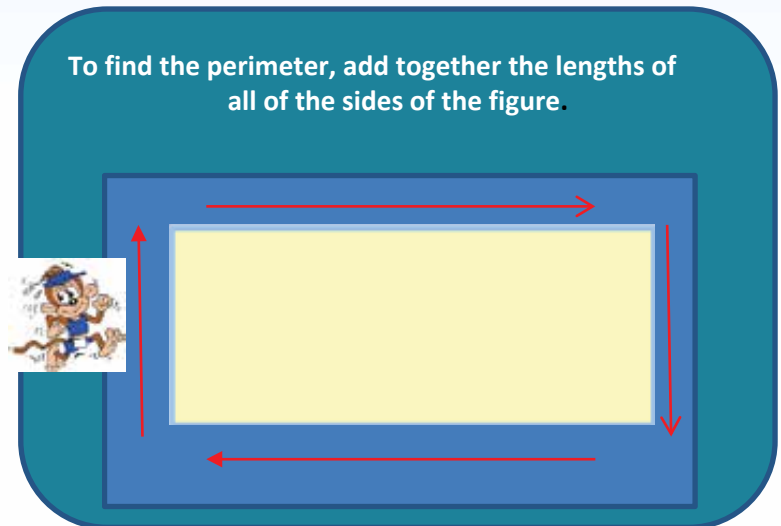 To find the perimeter, add together the lengths of
all of the sides of the figure.